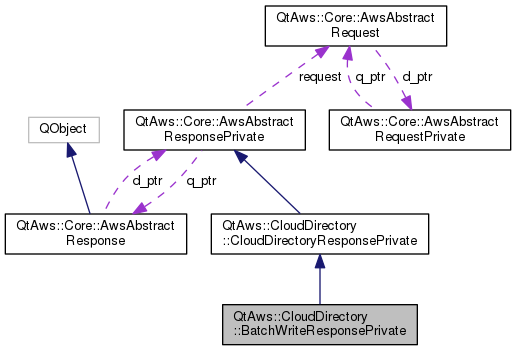 QtAws::Core::AwsAbstract
Request
request
q_ptr
d_ptr
QObject
QtAws::Core::AwsAbstract
ResponsePrivate
QtAws::Core::AwsAbstract
RequestPrivate
d_ptr
q_ptr
QtAws::Core::AwsAbstract
Response
QtAws::CloudDirectory
::CloudDirectoryResponsePrivate
QtAws::CloudDirectory
::BatchWriteResponsePrivate